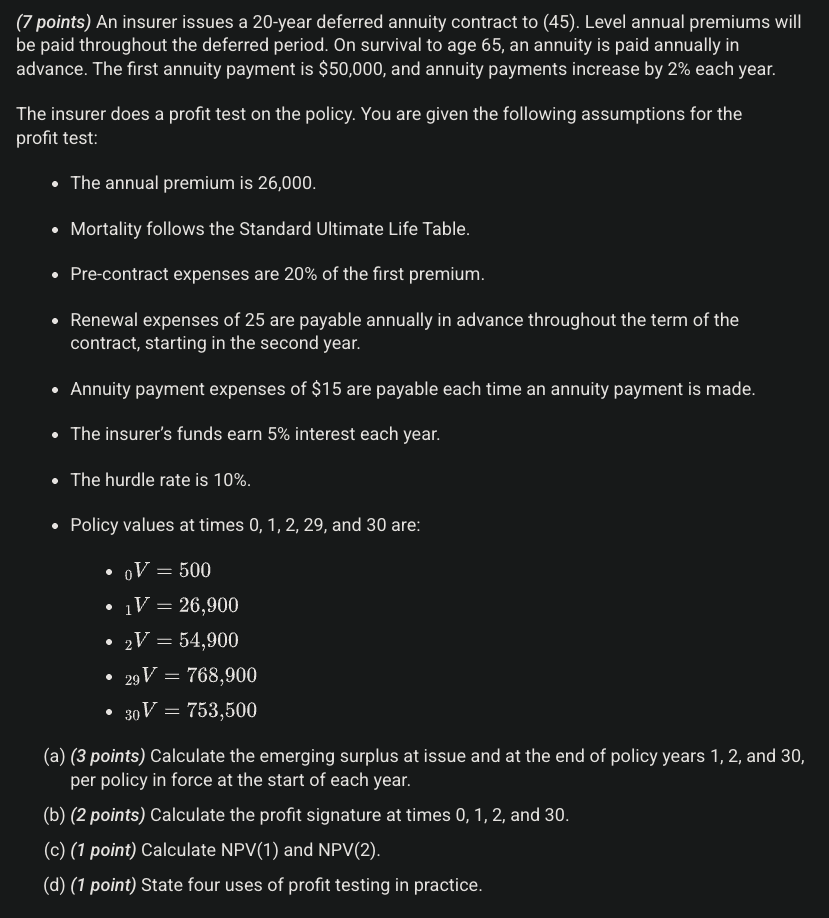 (7 points) An insurer issues a 20-year deferred annuity contract to (45). Level annual premiums will
be paid throughout the deferred period. On survival to age 65, an annuity is paid annually in
advance. The first annuity payment is $50,000, and annuity payments increase by 2% each year.
The insurer does a profit test on the policy. You are given the following assumptions for the
profit test:
• The annual premium is 26,000.
• Mortality follows the Standard Ultimate Life Table.
• Pre-contract expenses are 20% of the first premium.
• Renewal expenses of 25 are payable annually in advance throughout the term of the
contract, starting in the second year.
• Annuity payment expenses of $15 are payable each time an annuity payment is made.
• The insurer's funds earn 5% interest each year.
• The hurdle rate is 10%.
• Policy values at times 0, 1, 2, 29, and 30 are:
• ₀V = 500
• ₁V = 26,900
• ₂V = 54,900
• ₂₉V = 768,900
• ₃₀V = 753,500
(a) (3 points) Calculate the emerging surplus at issue and at the end of policy years 1, 2, and 30,
per policy in force at the start of each year.
(b) (2 points) Calculate the profit signature at times 0, 1, 2, and 30.
(c) (1 point) Calculate NPV(1) and NPV(2).
(d) (1 point) State four uses of profit testing in practice.